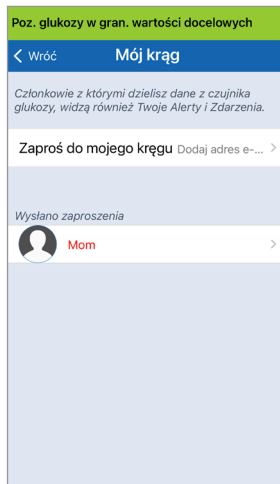 Poz. glukozy w gran. wartości docelowych
Wróć Mój krąg
Członkowie z którymi dzielisz dane z czujnika
glukozy, widzą również Twoje Alerty i Zdarzenia.
Zaproś do mojego kręgu Dodaj adres e-...
Wysłano zaproszenia
Mom